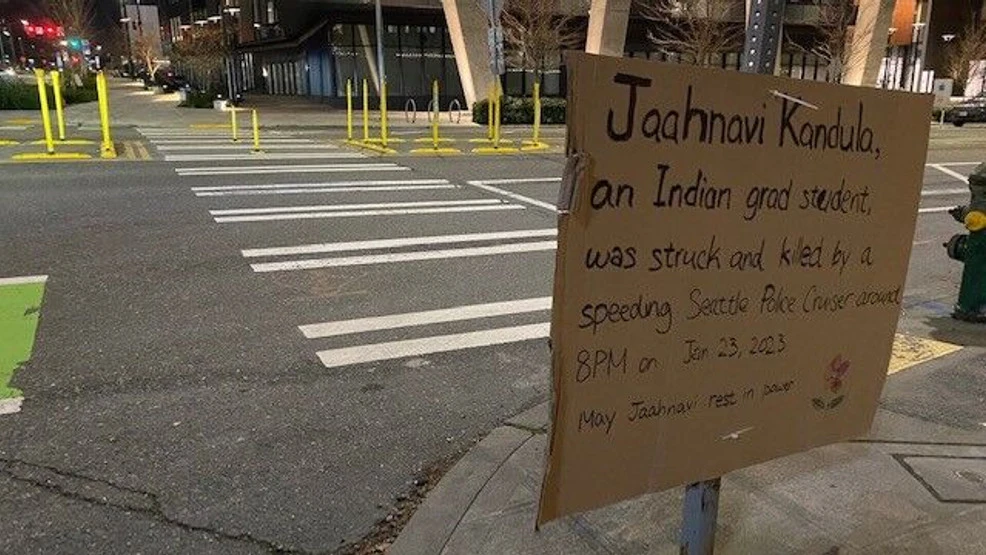 Jaahnavi Kandula,
an Indian grad student,
was struck and killed by a
speeding Seattle Police Cruiser around
8PM on Jan 23, 2023
May Jaahnavi rest in power